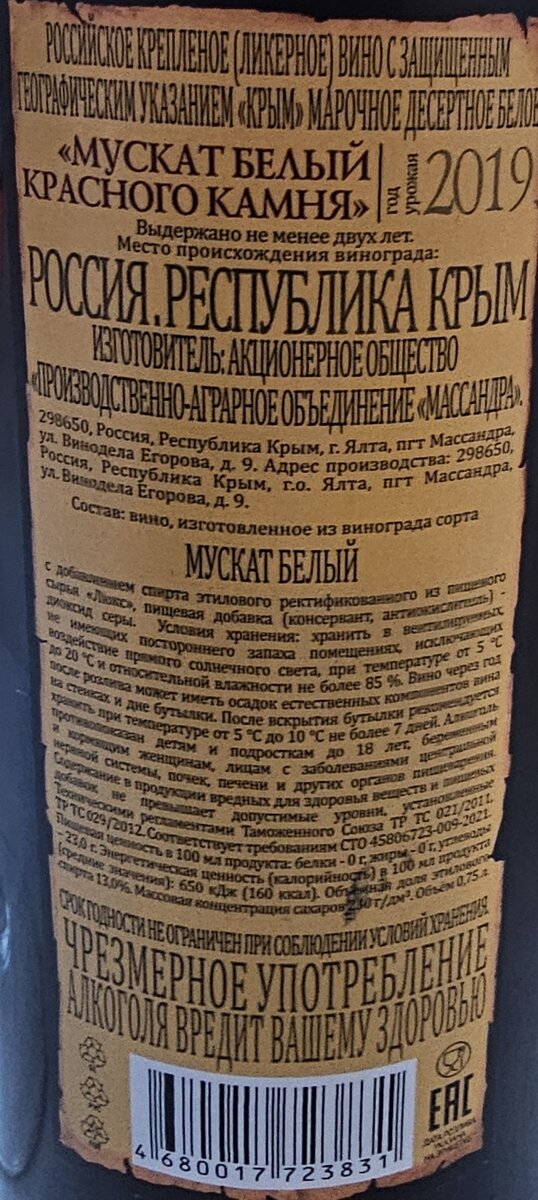 РОССИЙСКОЕ КРЕПЛЕНОЕ (ЛИКЕРНОЕ) ВИНО С ЗАЩИЩЕННЫМ
ГЕОГРАФИЧЕСКИМ УКАЗАНИЕМ «КРЫМ» МАРОЧНОЕ ДЕСЕРТНОЕ БЕЛОЕ
«МУСКАТ БЕЛЫЙ
КРАСНОГО КАМНЯ»
год
урожая
2019
Выдержано не менее двух лет.
Место происхождения винограда:
РОССИЯ. РЕСПУБЛИКА КРЫМ
ИЗГОТОВИТЕЛЬ: АКЦИОНЕРНОЕ ОБЩЕСТВО
«ПРОИЗВОДСТВЕННО-АГРАРНОЕ ОБЪЕДИНЕНИЕ «МАССАНДРА».
298650, Россия, Республика Крым, г. Ялта, пгт Массандра,
ул. Винодела Егорова, д. 9. Адрес производства: 298650,
Россия, Республика Крым, г.о. Ялта, пгт Массандра,
ул. Винодела Егорова, д. 9.
Состав: вино, изготовленное из винограда сорта
МУСКАТ БЕЛЫЙ
с добавлением спирта этилового ректификованного из пищевого
сырья «Люкс», пищевая добавка (консервант, антиокислитель) -
диоксид серы. Условия хранения: хранить в вентилируемых,
не имеющих постороннего запаха помещениях, исключающих
воздействие прямого солнечного света, при температуре от 5 °С
до 20 °С и относительной влажности не более 85 %. Вино через год
после розлива может иметь осадок естественных компонентов вина
на стенках и дне бутылки. После вскрытия бутылки рекомендуется
хранить при температуре от 5 °С до 10 °С не более 7 дней. Алкоголь
противопоказан детям и подросткам до 18 лет, беременным
и кормящим женщинам, лицам с заболеваниями центральной
нервной системы, почек, печени и других органов пищеварения.
Содержание в продукции вредных для здоровья веществ и пищевых
добавок не превышает допустимые уровни, установленные
Техническими регламентами Таможенного Союза ТР ТС 021/2011,
ТР ТС 029/2012. Соответствует требованиям СТО 45806723-009-2021.
Пищевая ценность в 100 мл продукта: белки - 0 г, жиры - 0 г, углеводы
- 23,0 г. Энергетическая ценность (калорийность) в 100 мл продукта
(средние значения): 650 кДж (160 ккал). Объемная доля этилового
спирта 13,0%. Массовая концентрация сахаров 230 г/дм³. Объем 0,75 л.
СРОК ГОДНОСТИ НЕ ОГРАНИЧЕН ПРИ СОБЛЮДЕНИИ УСЛОВИЙ ХРАНЕНИЯ.
ЧРЕЗМЕРНОЕ УПОТРЕБЛЕНИЕ
АЛКОГОЛЯ ВРЕДИТ ВАШЕМУ ЗДОРОВЬЮ
EAC
ДАТА РОЗЛИВА
УКАЗАНА
4 680017 723831